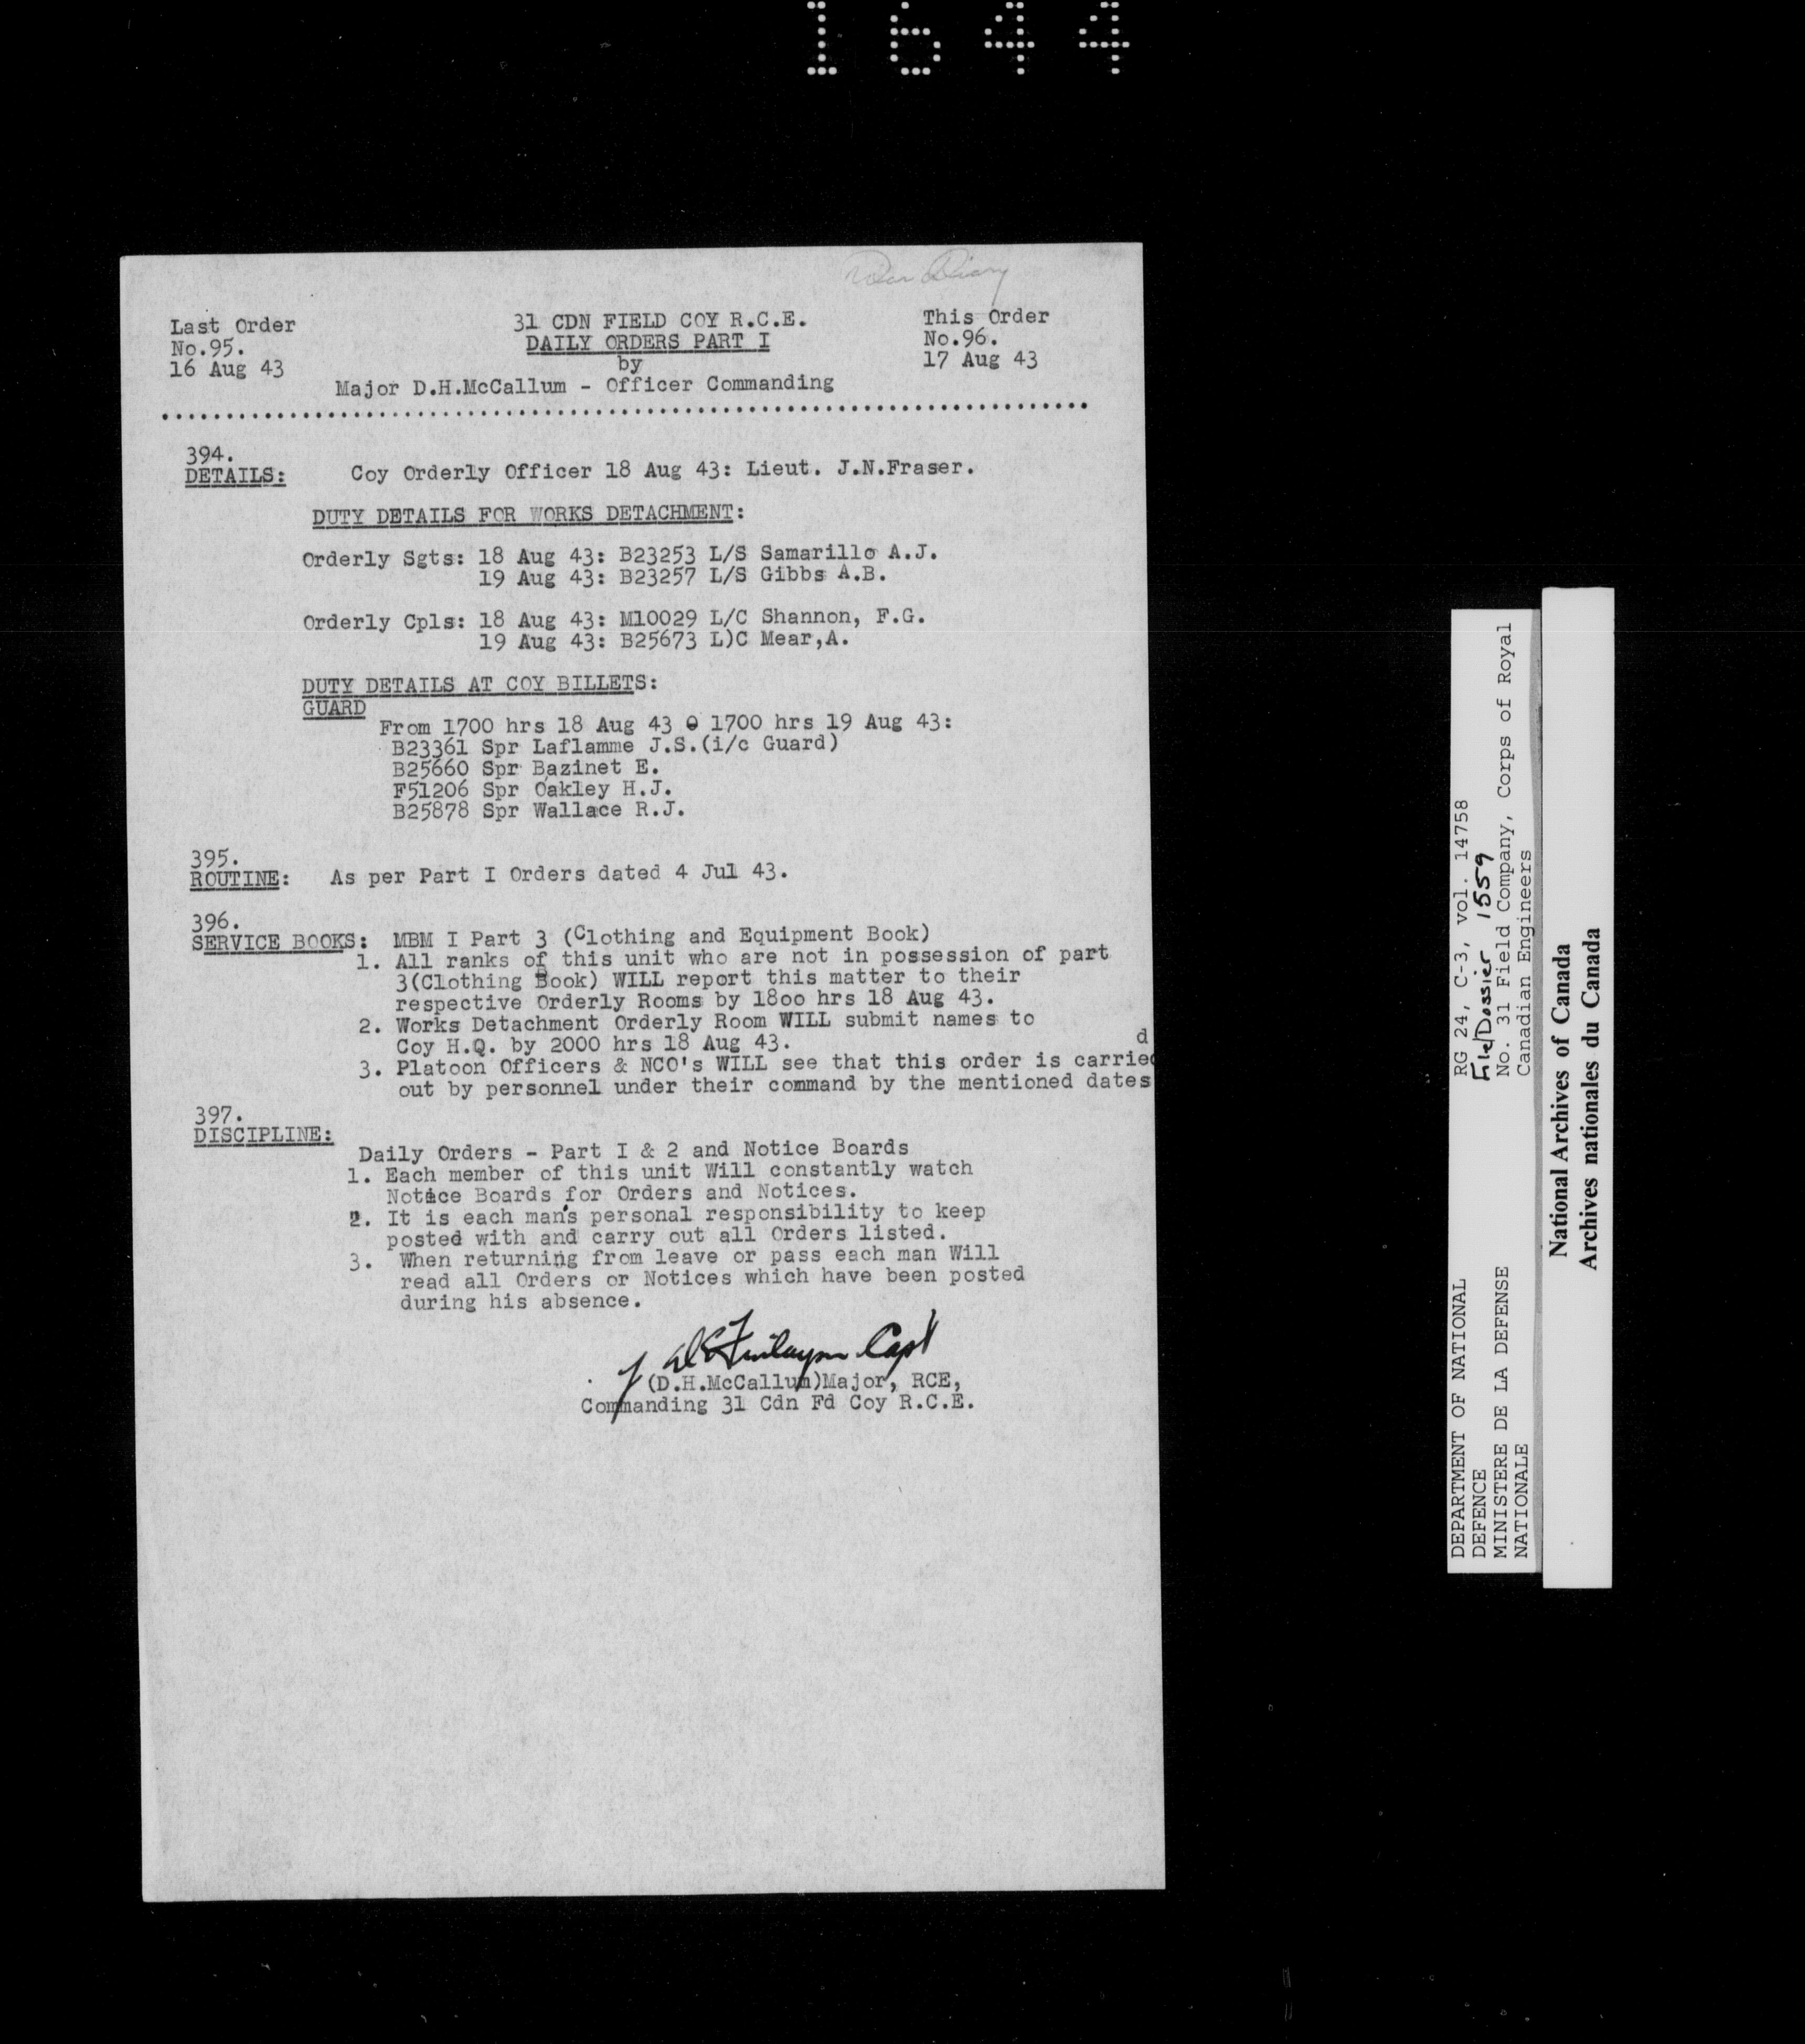 1644
War Diary
Last Order
No.95.
16 Aug 43
31 CDN FIELD COY R.C.E.
DAILY ORDERS PART I
by
Major D.H.McCallum - Officer Commanding
This Order
No.96.
17 Aug 43
394.
DETAILS: Coy Orderly Officer 18 Aug 43: Lieut. J.N.Fraser.
DUTY DETAILS FOR WORKS DETACHMENT:
Orderly Sgts: 18 Aug 43: B23253 L/S Samarillo A.J.
19 Aug 43: B23257 L/S Gibbs A.B.
Orderly Cpls: 18 Aug 43: M10029 L/C Shannon, F.G.
19 Aug 43: B25673 L)C Mear,A.
DUTY DETAILS AT COY BILLETS:
GUARD
From 1700 hrs 18 Aug 43 0 1700 hrs 19 Aug 43:
B23361 Spr Laflamme J.S.(i/c Guard)
B25660 Spr Bazinet E.
F51206 Spr Oakley H.J.
B25878 Spr Wallace R.J.
395.
ROUTINE: As per Part I Orders dated 4 Jul 43.
396.
SERVICE BOOKS: MBM I Part 3 (Clothing and Equipment Book)
1. All ranks of this unit who are not in possession of part
3(Clothing Book) WILL report this matter to their
respective Orderly Rooms by 18oo hrs 18 Aug 43.
2. Works Detachment Orderly Room WILL submit names to
Coy H.Q. by 2000 hrs 18 Aug 43.
3. Platoon Officers & NCO's WILL see that this order is carried
out by personnel under their command by the mentioned dates
397.
DISCIPLINE:
Daily Orders - Part I & 2 and Notice Boards
1. Each member of this unit Will constantly watch
Notice Boards for Orders and Notices.
2. It is each man's personal responsibility to keep
posted with and carry out all Orders listed.
3. When returning from leave or pass each man Will
read all Orders or Notices which have been posted
during his absence.
Finlayson Capt
(D.H.McCallum)Major, RCE,
Commanding 31 Cdn Fd Coy R.C.E.
DEPARTMENT OF NATIONAL
DEFENCE
MINISTERE DE LA DEFENSE
NATIONALE
RG 24, C-3, vol. 14758
File/Dossier 1559
No. 31 Field Company, Corps of Royal
Canadian Engineers
National Archives of Canada
Archives nationales du Canada